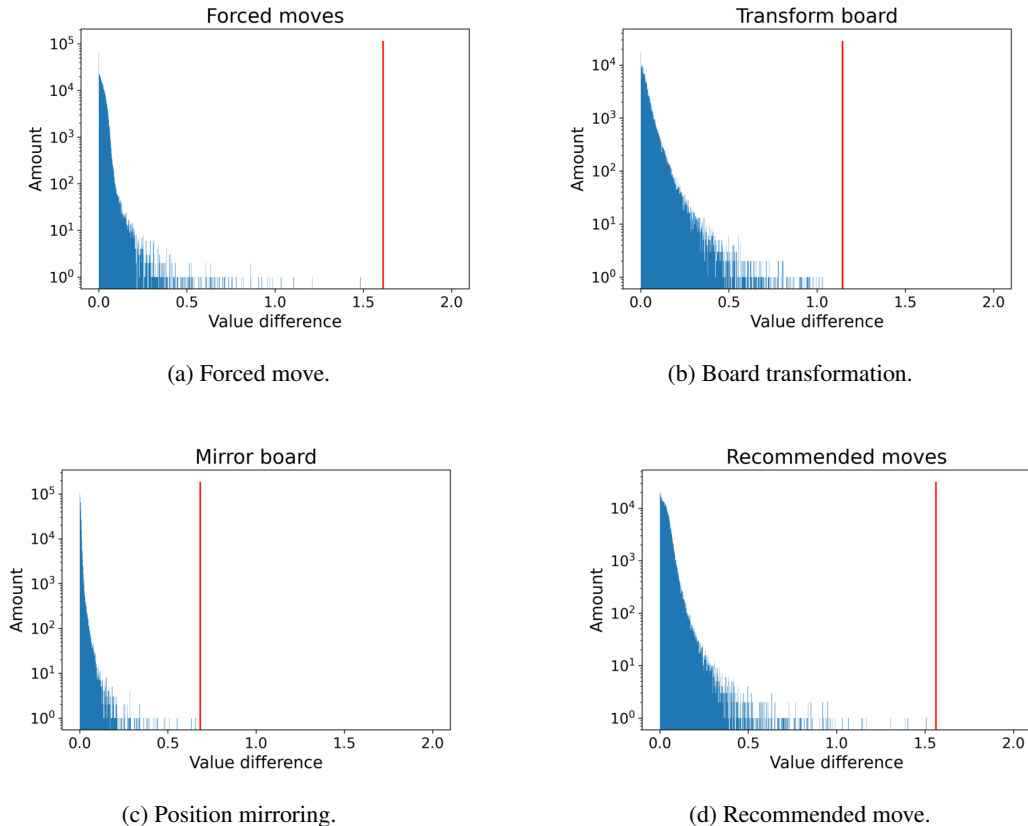 Forced moves
Amount
10^5
10^4
10^3
10^2
10^1
10^0
0.0 0.5 1.0 1.5 2.0
Value difference
(a) Forced move.
Transform board
Amount
10^4
10^3
10^2
10^1
10^0
0.0 0.5 1.0 1.5 2.0
Value difference
(b) Board transformation.
Mirror board
Amount
10^5
10^4
10^3
10^2
10^1
10^0
0.0 0.5 1.0 1.5 2.0
Value difference
(c) Position mirroring.
Recommended moves
Amount
10^4
10^3
10^2
10^1
10^0
0.0 0.5 1.0 1.5 2.0
Value difference
(d) Recommended move.